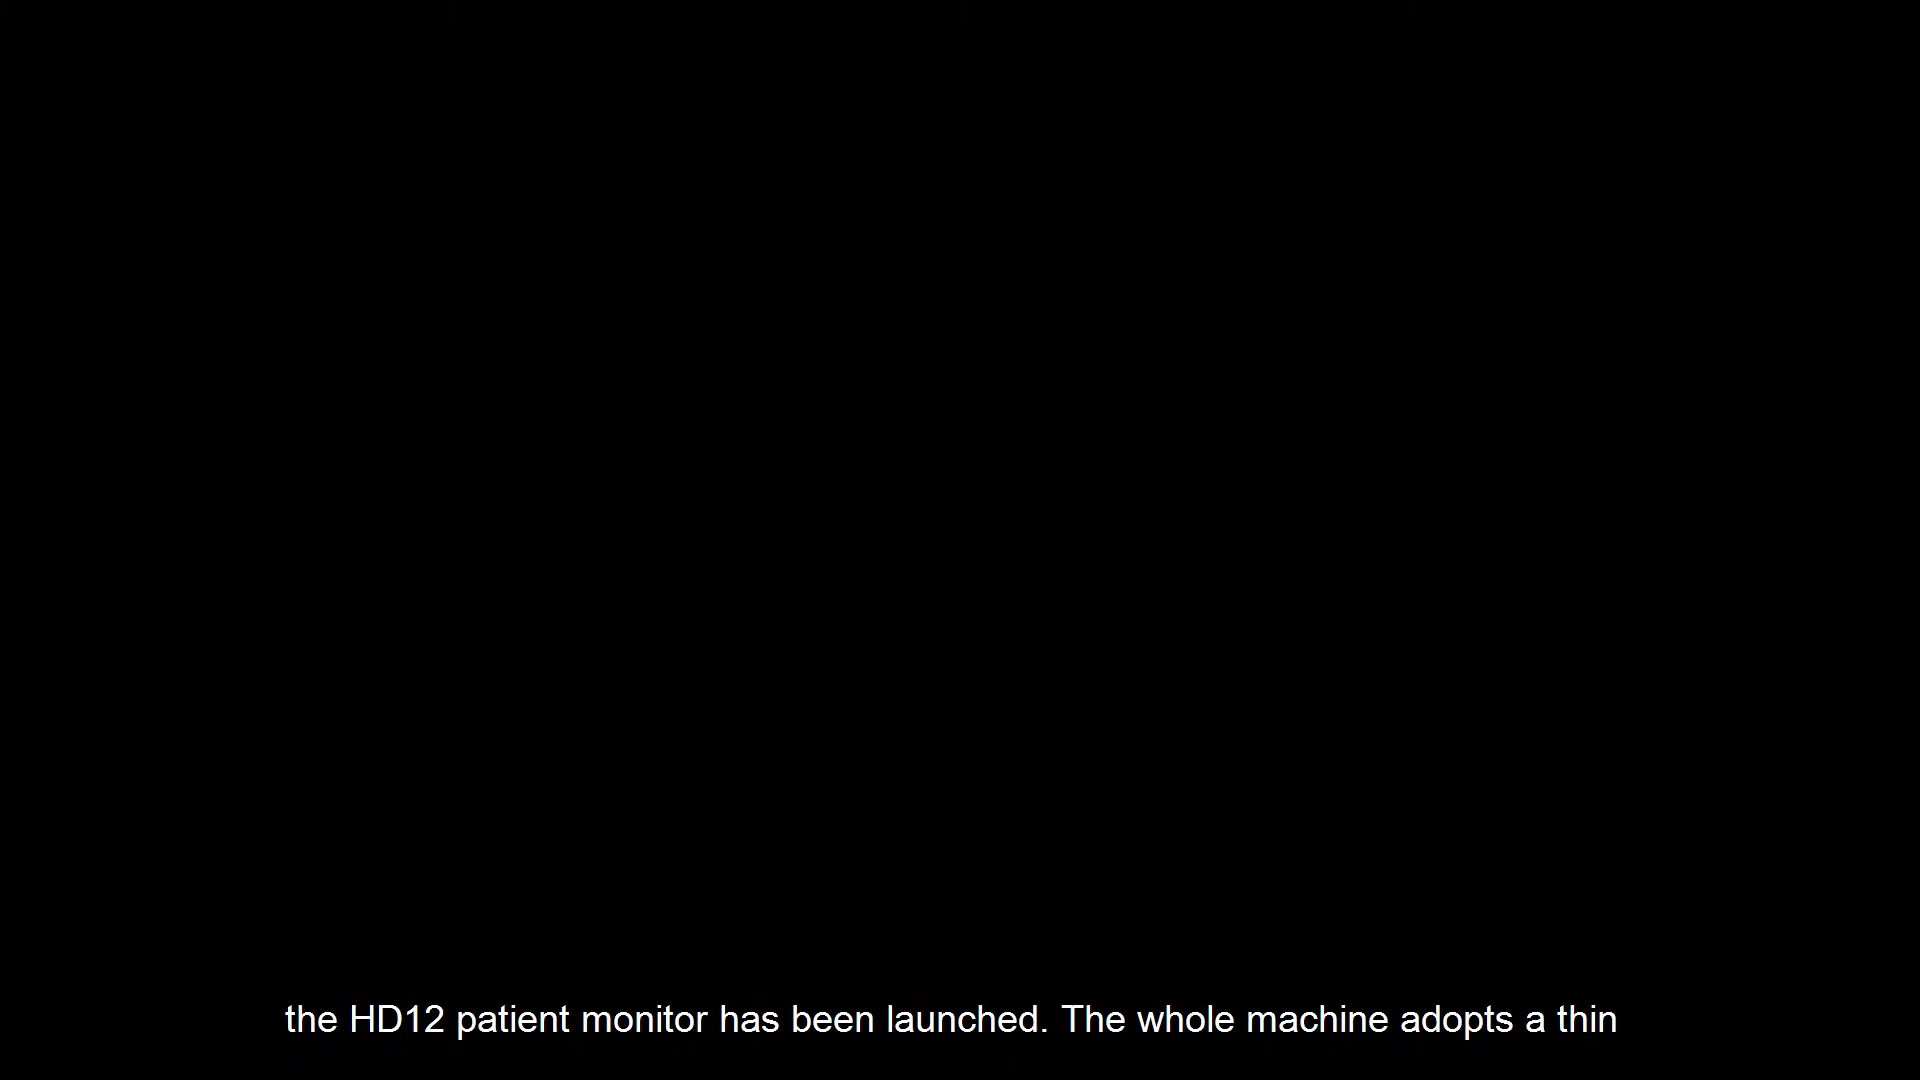 the HD12 patient monitor has been launched. The whole machine adopts a thin